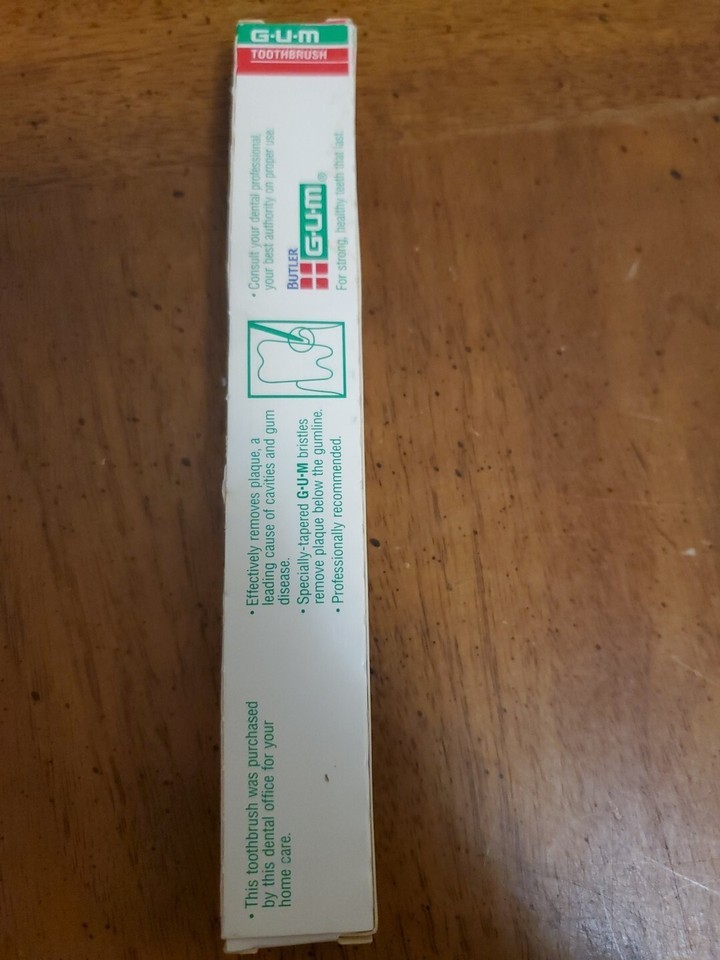 G·U·M
TOOTHBRUSH
• This toothbrush was purchased
by this dental office for your
home care.
• Effectively removes plaque, a
leading cause of cavities and gum
disease.
• Specially-tapered G·U·M bristles
remove plaque below the gumline.
• Professionally recommended.
• Consult your dental professional,
your best authority on proper use.
BUTLER
G·U·M®
For strong, healthy teeth that last.